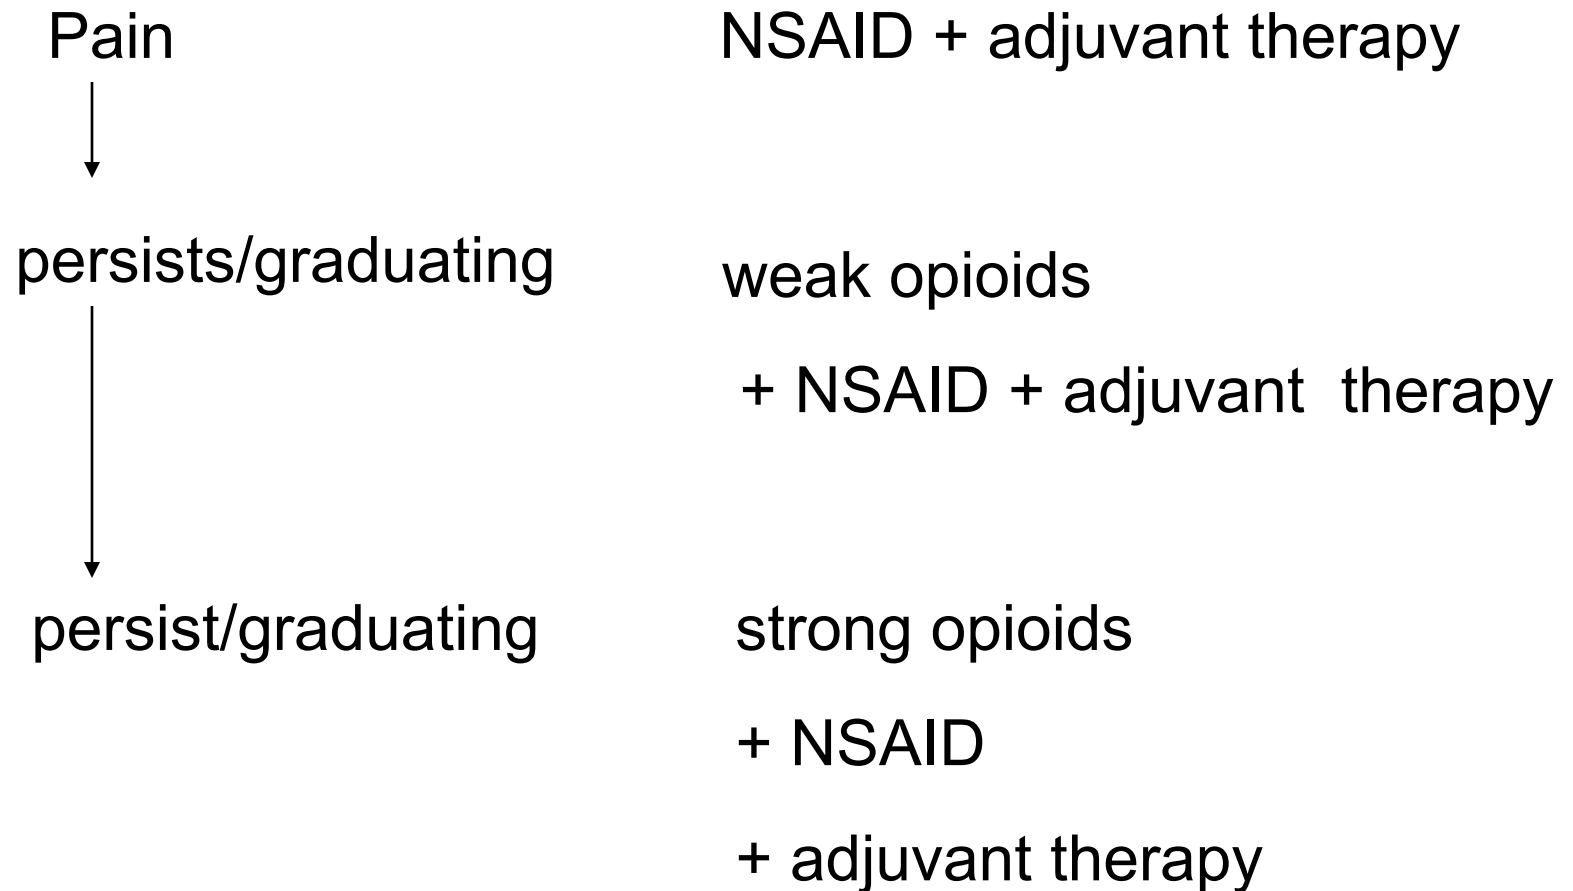 Pain NSAID + adjuvant therapy
persists/graduating weak opioids
+ NSAID + adjuvant therapy
persist/graduating strong opioids
+ NSAID
+ adjuvant therapy